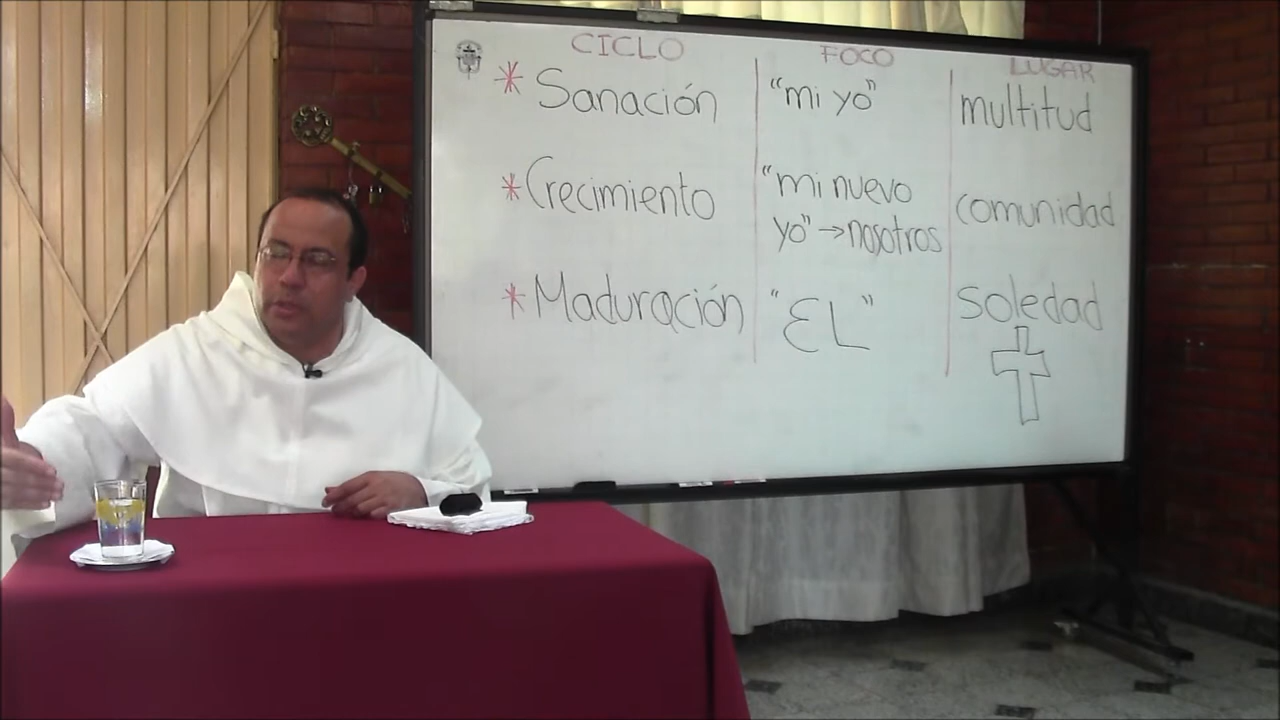 CICLO FOCO LUGAR
* Sanación "mi yo" multitud
* Crecimiento "mi nuevo yo" → nosotros comunidad
* Maduración "EL" soledad